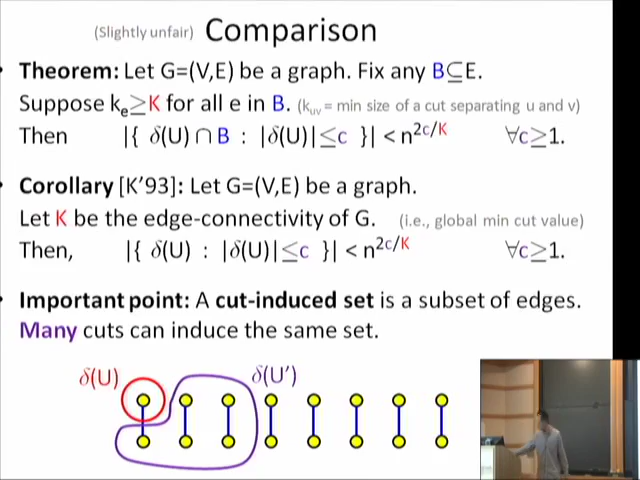 (Slightly unfair) Comparison
• Theorem: Let G=(V,E) be a graph. Fix any B⊆E.
Suppose kₑ≥K for all e in B. (kᵤᵥ = min size of a cut separating u and v)
Then |{ δ(U) ∩ B : |δ(U)|≤c }| < n^{2c/K} ∀c≥1.
• Corollary [K'93]: Let G=(V,E) be a graph.
Let K be the edge-connectivity of G. (i.e., global min cut value)
Then, |{ δ(U) : |δ(U)|≤c }| < n^{2c/K} ∀c≥1.
• Important point: A cut-induced set is a subset of edges.
Many cuts can induce the same set.
δ(U) δ(U')